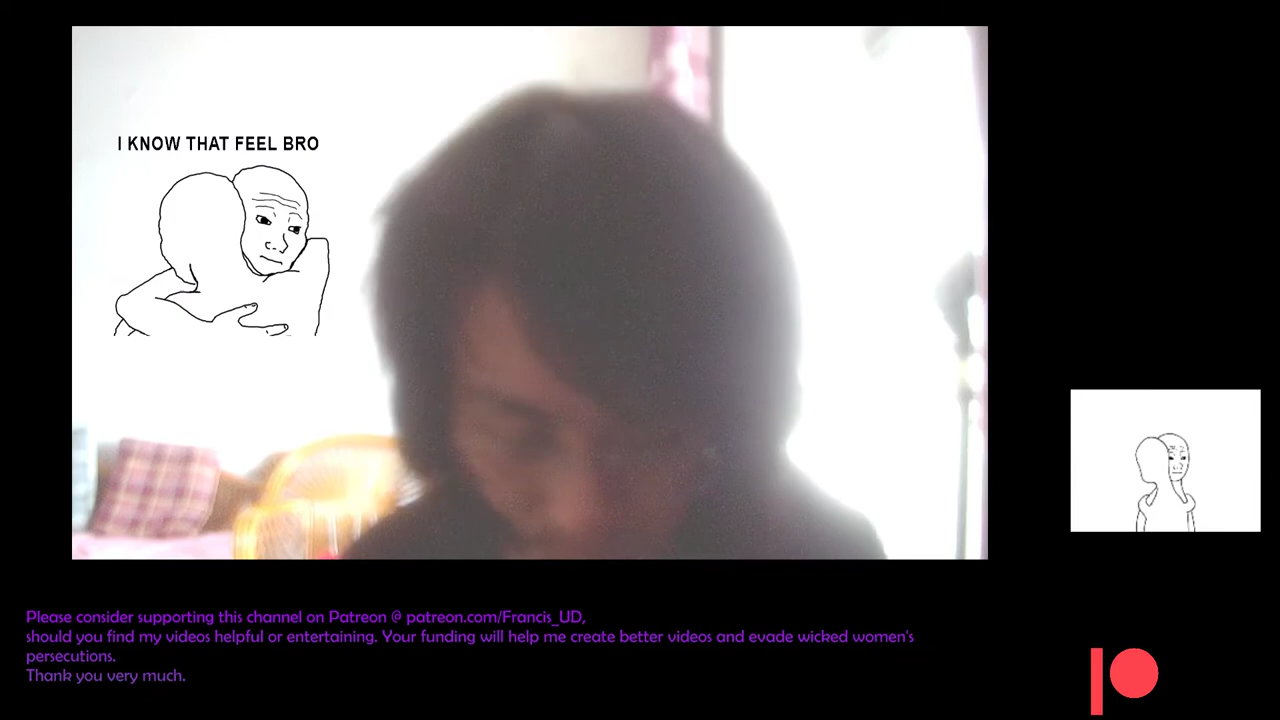 I KNOW THAT FEEL BRO
Please consider supporting this channel on Patreon @ patreon.com/Francis_UD,
should you find my videos helpful or entertaining. Your funding will help me create better videos and evade wicked women's
persecutions.
Thank you very much.